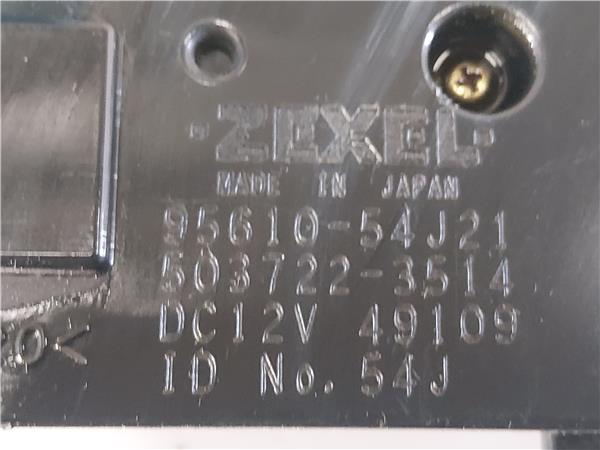 ZEXEL
MADE IN JAPAN
95610-54J21
503722-3514
DC12V 49109
ID No. 54J